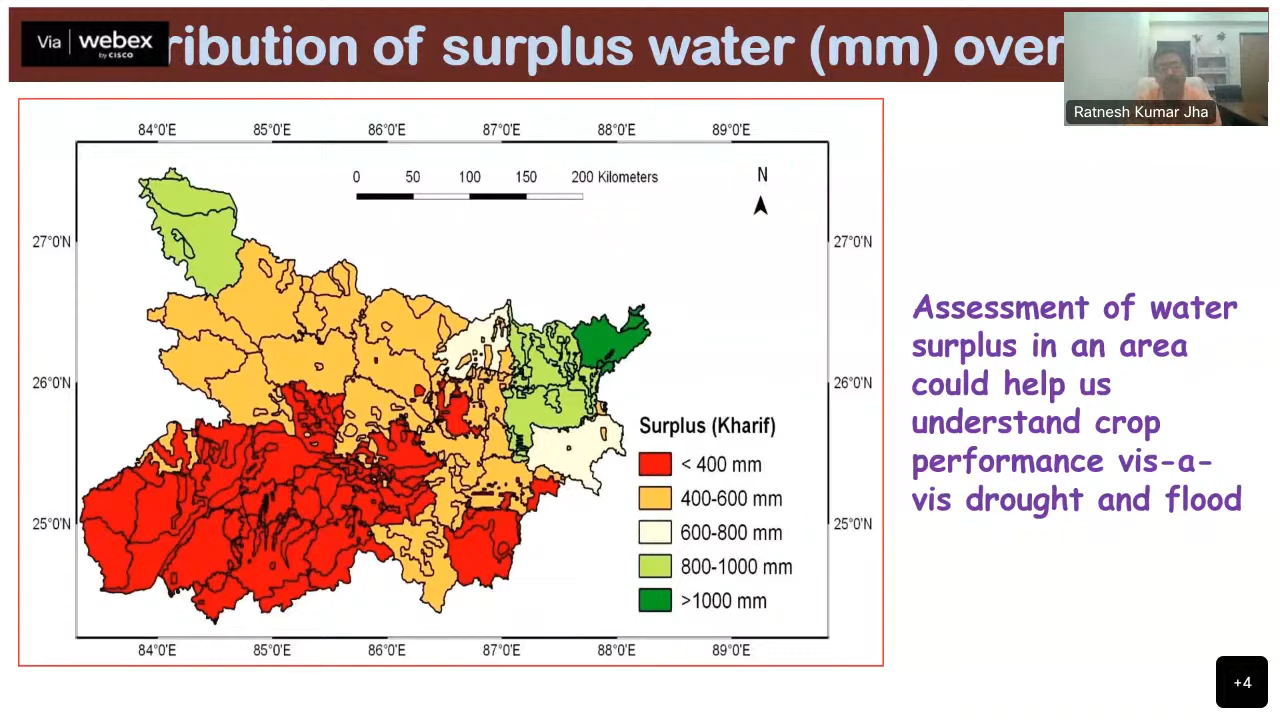 Via webex
by CISCO
ribution of surplus water (mm) over
Ratnesh Kumar Jha
84°0'E 85°0'E 86°0'E 87°0'E 88°0'E 89°0'E
0 50 100 150 200 Kilometers
N
27°0'N 27°0'N
26°0'N 26°0'N
25°0'N 25°0'N
Surplus (Kharif)
< 400 mm
400-600 mm
600-800 mm
800-1000 mm
>1000 mm
84°0'E 85°0'E 86°0'E 87°0'E 88°0'E 89°0'E
Assessment of water
surplus in an area
could help us
understand crop
performance vis-a-
vis drought and flood
+4